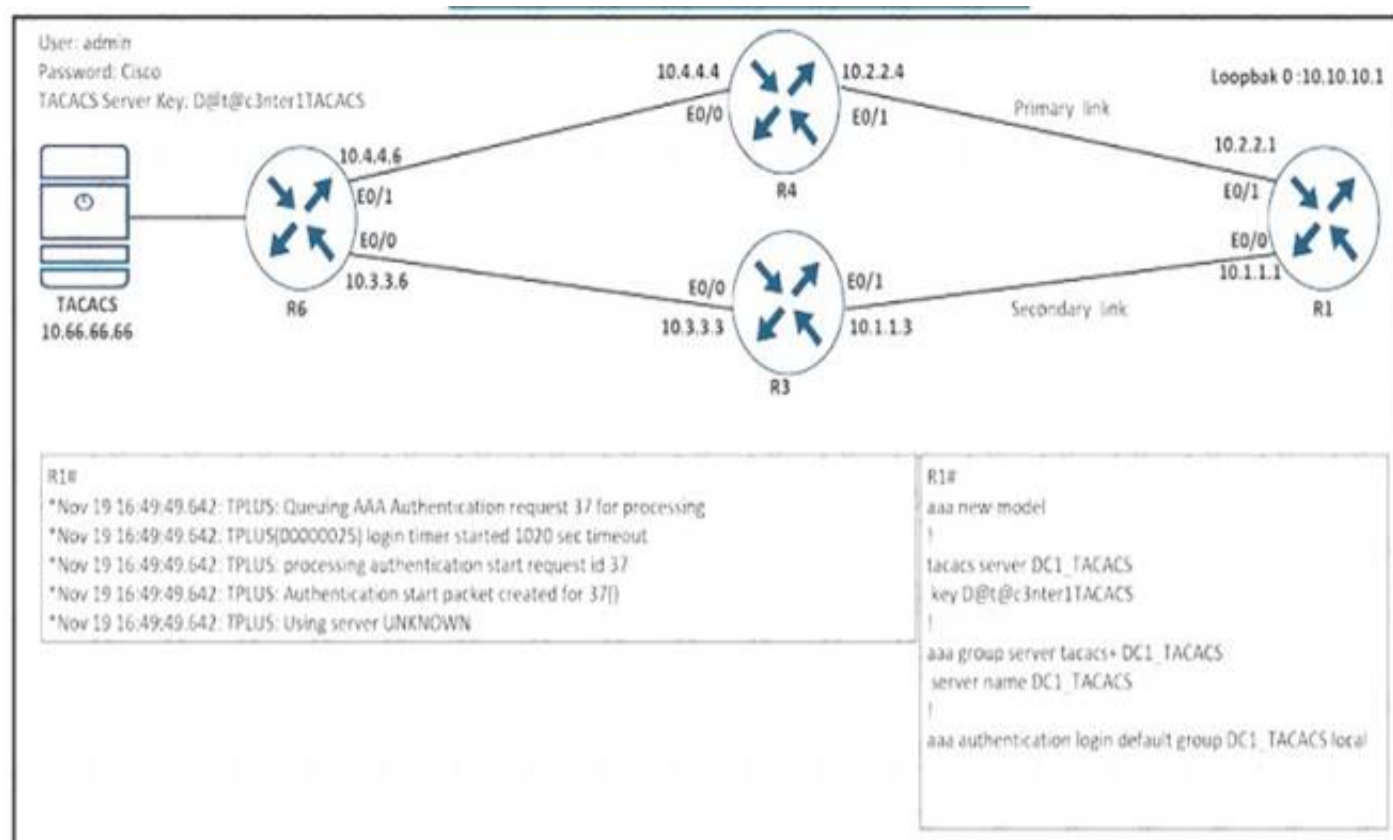 User: admin
Password: Cisco
TACACS Server Key: D@t@c3nter1TACACS
TACACS
10.66.66.66
10.4.4.6
E0/1
E0/0
10.3.3.6
R6
10.4.4.4
E0/0
10.2.2.4
E0/1
R4
Primary link
Loopbak 0 :10.10.10.1
10.2.2.1
E0/1
E0/0
10.1.1.1
R1
E0/0
10.3.3.3
E0/1
10.1.1.3
R3
Secondary link
R1#
*Nov 19 16:49:49.642: TPLUS: Queuing AAA Authentication request 37 for processing
*Nov 19 16:49:49.642: TPLUS(00000025) login timer started 1020 sec timeout
*Nov 19 16:49:49.642: TPLUS: processing authentication start request id 37
*Nov 19 16:49:49.642: TPLUS: Authentication start packet created for 37()
*Nov 19 16:49:49.642: TPLUS: Using server UNKNOWN
R1#
aaa new-model
!
tacacs server DC1_TACACS
key D@t@c3nter1TACACS
!
aaa group server tacacs+ DC1_TACACS
server name DC1_TACACS
!
aaa authentication login default group DC1_TACACS local